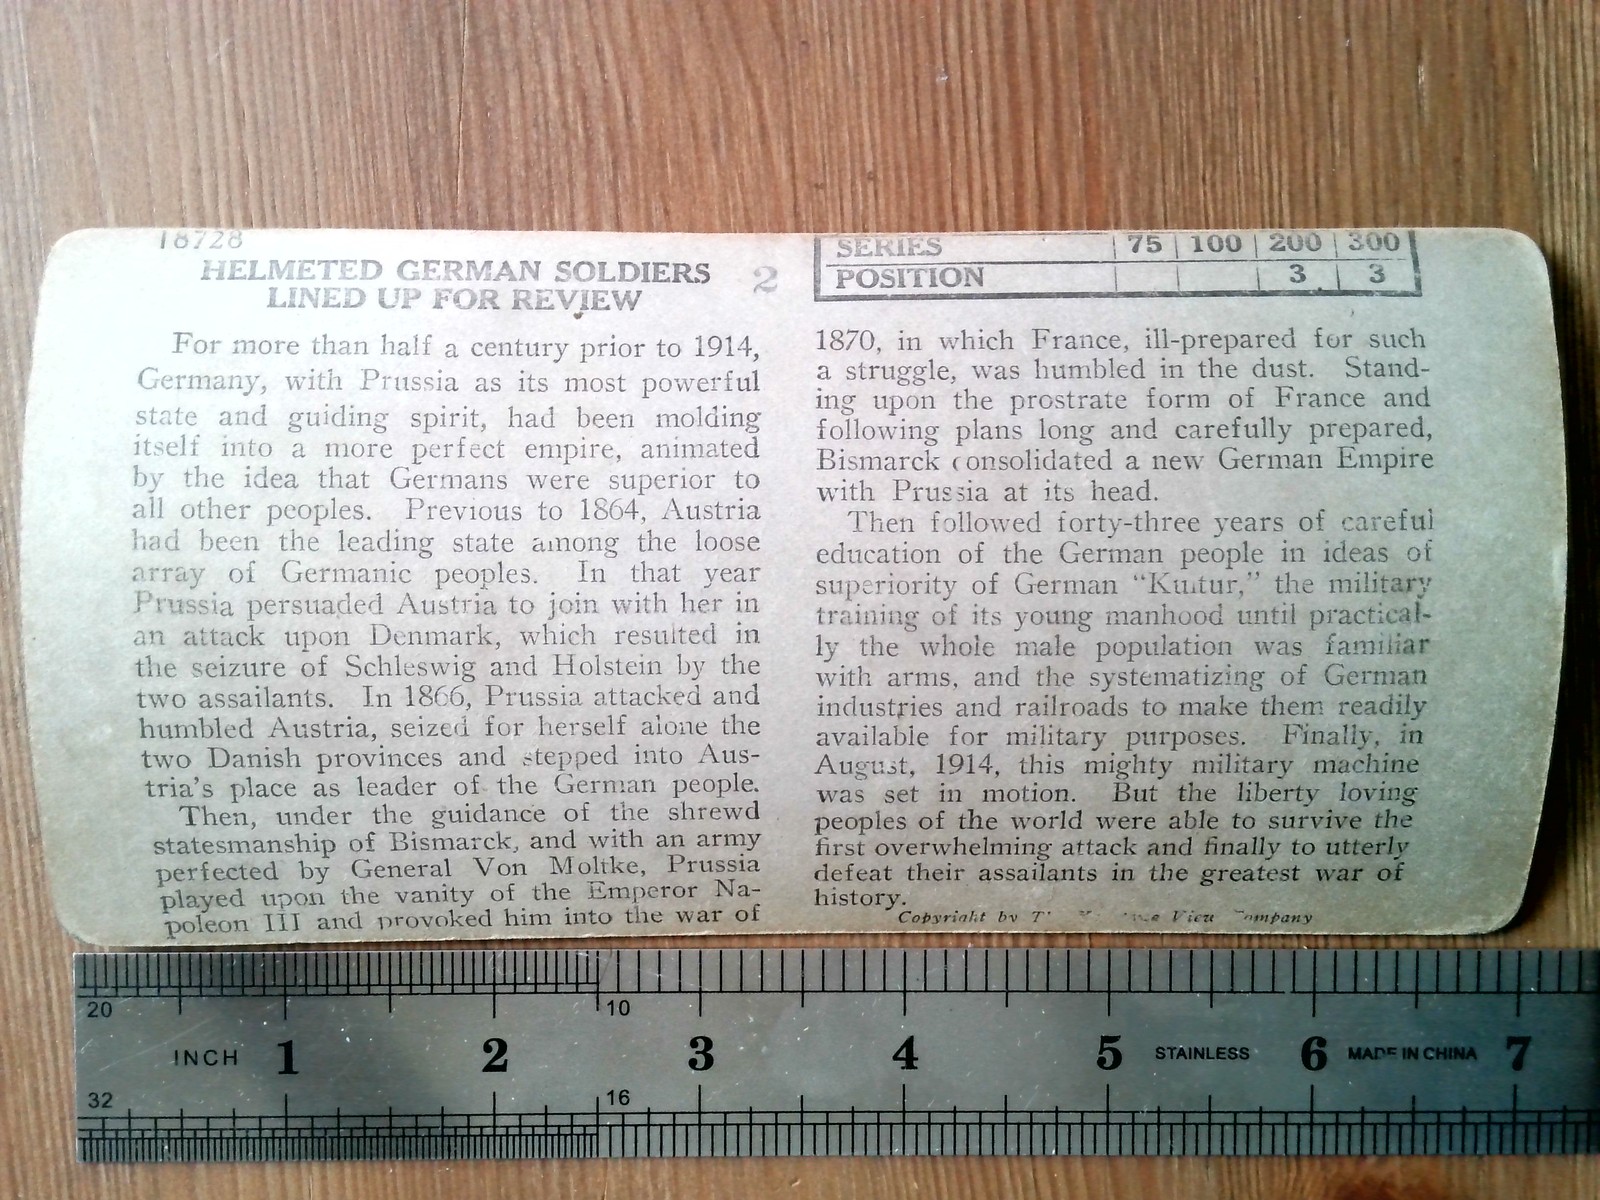 18728
HELMETED GERMAN SOLDIERS
LINED UP FOR REVIEW
2
SERIES 75 100 200 300
POSITION 3 3
For more than half a century prior to 1914,
Germany, with Prussia as its most powerful
state and guiding spirit, had been molding
itself into a more perfect empire, animated
by the idea that Germans were superior to
all other peoples. Previous to 1864, Austria
had been the leading state among the loose
array of Germanic peoples. In that year
Prussia persuaded Austria to join with her in
an attack upon Denmark, which resulted in
the seizure of Schleswig and Holstein by the
two assailants. In 1866, Prussia attacked and
humbled Austria, seized for herself alone the
two Danish provinces and stepped into Aus-
tria's place as leader of the German people.
Then, under the guidance of the shrewd
statesmanship of Bismarck, and with an army
perfected by General Von Moltke, Prussia
played upon the vanity of the Emperor Na-
poleon III and provoked him into the war of
1870, in which France, ill-prepared for such
a struggle, was humbled in the dust. Stand-
ing upon the prostrate form of France and
following plans long and carefully prepared,
Bismarck consolidated a new German Empire
with Prussia at its head.
Then followed forty-three years of careful
education of the German people in ideas of
superiority of German "Kultur," the military
training of its young manhood until practical-
ly the whole male population was familiar
with arms, and the systematizing of German
industries and railroads to make them readily
available for military purposes. Finally, in
August, 1914, this mighty military machine
was set in motion. But the liberty loving
peoples of the world were able to survive the
first overwhelming attack and finally to utterly
defeat their assailants in the greatest war of
history.
Copyright by View Company
20 10
INCH 1 2 3 4 5 STAINLESS 6 MADE IN CHINA 7
32 16